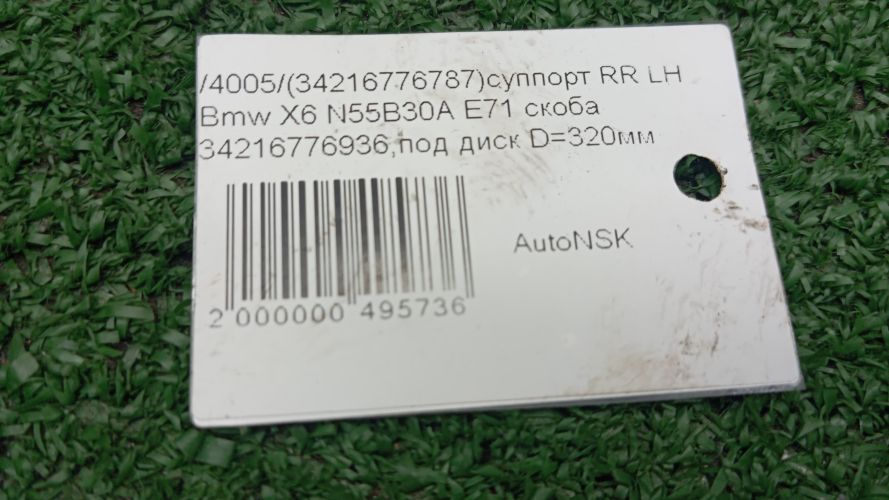 /4005/(34216776787)суппорт RR LH
Bmw X6 N55B30A E71 скоба
34216776936,под диск D=320мм
AutoNSK
2 000000 495736